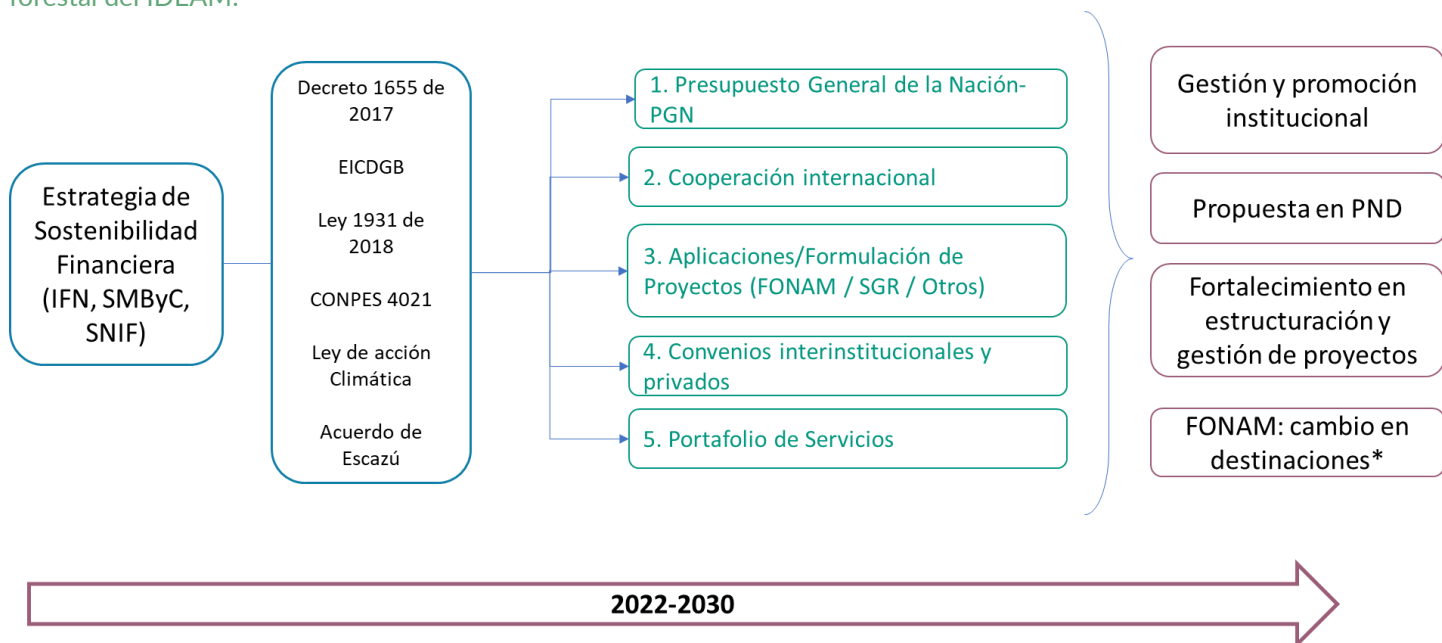 forestal del IDEAM.
Estrategia de
Sostenibilidad
Financiera
(IFN, SMByC,
SNIF)
Decreto 1655 de
2017
EICDGB
Ley 1931 de
2018
CONPES 4021
Ley de acción
Climática
Acuerdo de
Escazú
1. Presupuesto General de la Nación-
PGN
2. Cooperación internacional
3. Aplicaciones/Formulación de
Proyectos (FONAM / SGR / Otros)
4. Convenios interinstitucionales y
privados
5. Portafolio de Servicios
Gestión y promoción
institucional
Propuesta en PND
Fortalecimiento en
estructuración y
gestión de proyectos
FONAM: cambio en
destinaciones*
2022-2030